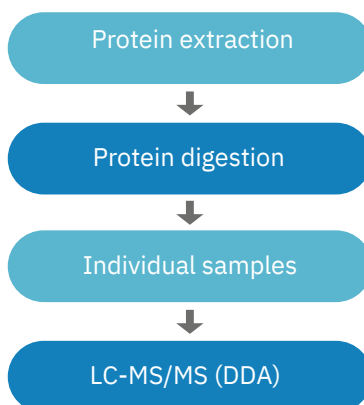 Protein extraction
Protein digestion
Individual samples
LC-MS/MS (DDA)